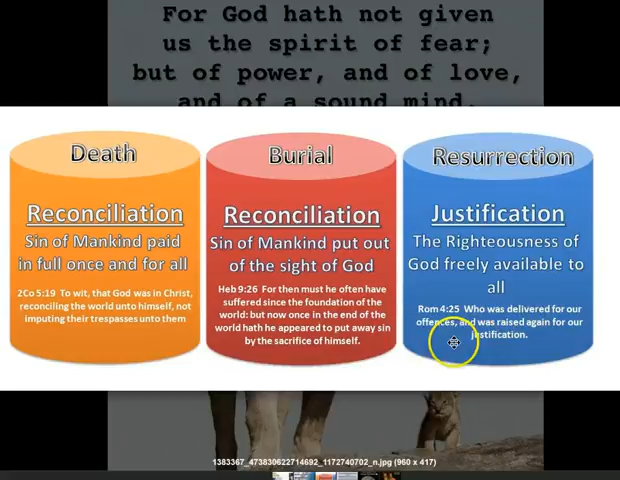 For God hath not given
us the spirit of fear;
but of power, and of love,
and of a sound mind.
Death
Reconciliation
Sin of Mankind paid
in full once and for all
2Co 5:19 To wit, that God was in Christ,
reconciling the world unto himself, not
imputing their trespasses unto them
Burial
Reconciliation
Sin of Mankind put out
of the sight of God
Heb 9:26 For then must he often have
suffered since the foundation of the
world: but now once in the end of the
world hath he appeared to put away sin
by the sacrifice of himself.
Resurrection
Justification
The Righteousness of
God freely available to
all
Rom 4:25 Who was delivered for our
offences, and was raised again for our
justification.
1383367_473830622714692_1172740702_n.jpg (960 x 417)